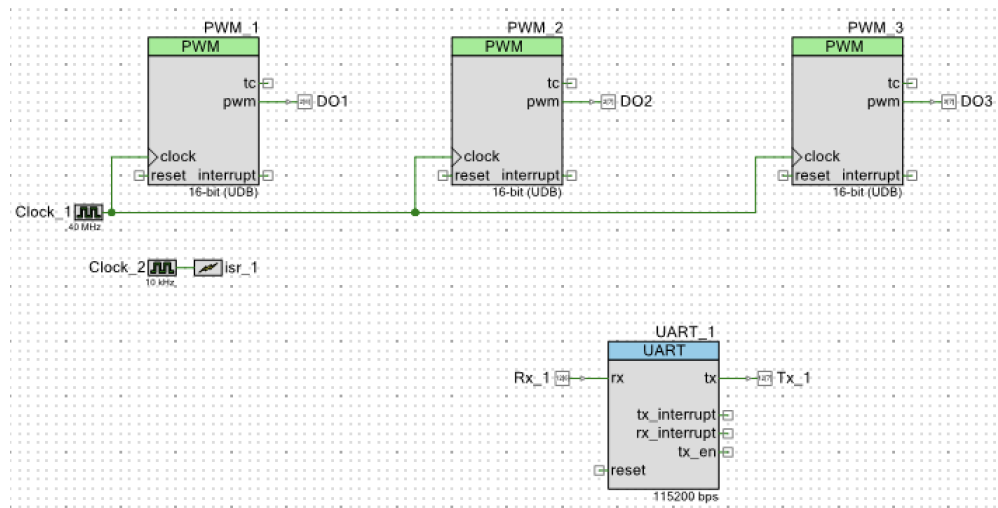 PWM_1
PWM
tc
pwm
DO1
clock
reset interrupt
16-bit (UDB)
PWM_2
PWM
tc
pwm
DO2
clock
reset interrupt
16-bit (UDB)
PWM_3
PWM
tc
pwm
DO3
clock
reset interrupt
16-bit (UDB)
Clock_1
40 MHz
Clock_2
10 kHz
isr_1
UART_1
UART
Rx_1
rx
tx
Tx_1
tx_interrupt
rx_interrupt
tx_en
reset
115200 bps